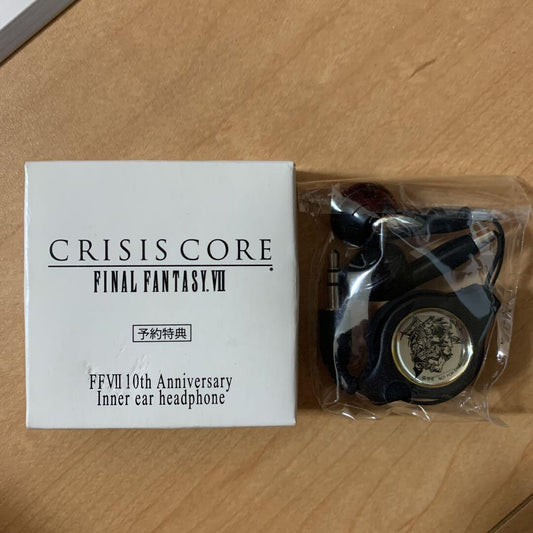 CRISIS CORE
FINAL FANTASY.VII
予約特典
FFVII 10th Anniversary
Inner ear headphone